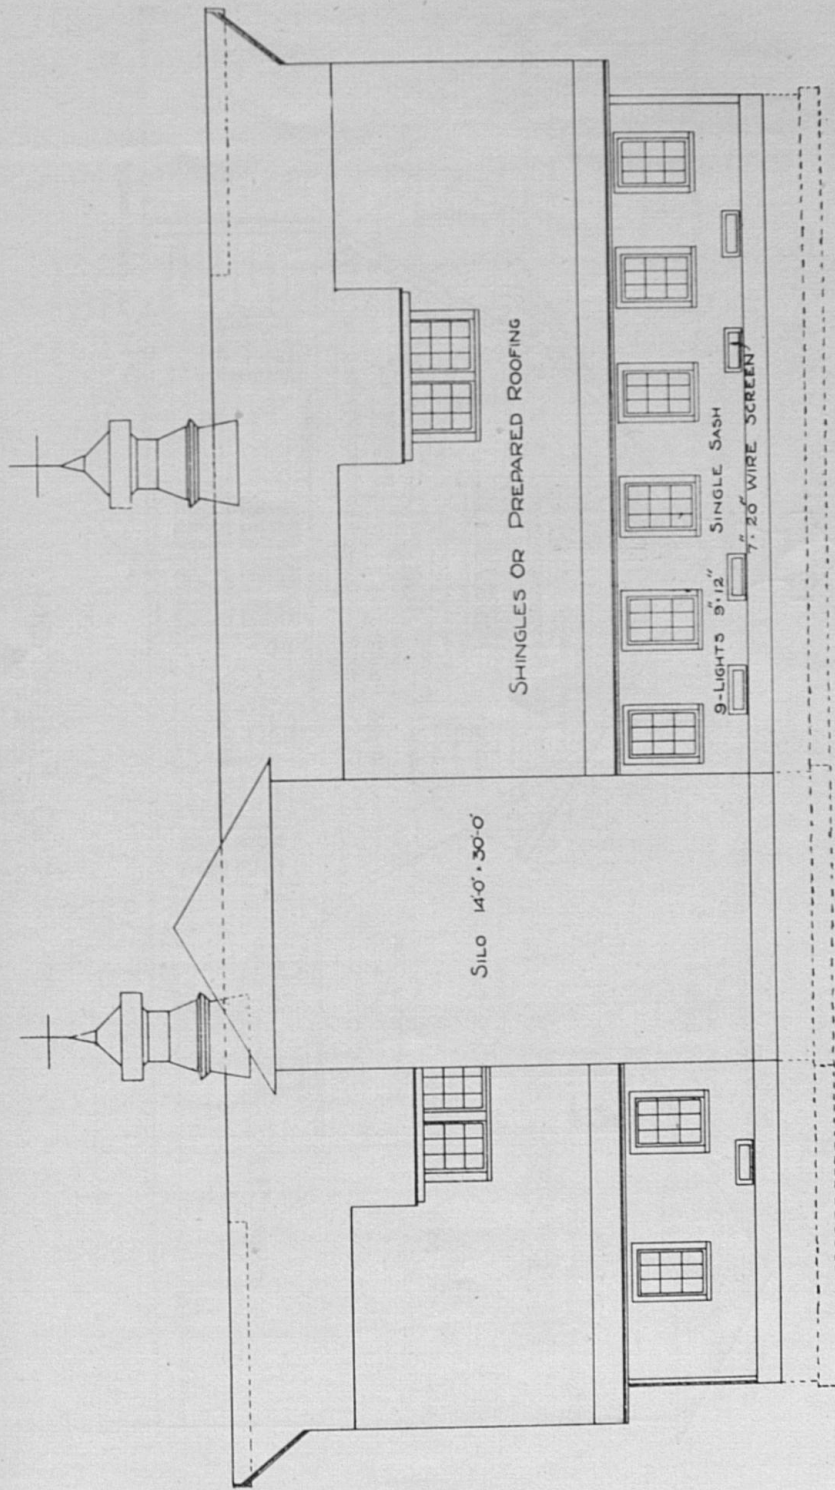 SILO 14'-0" × 30'-0"
SHINGLES OR PREPARED ROOFING
9-LIGHTS 9"×12" SINGLE SASH
7"×20" WIRE SCREEN